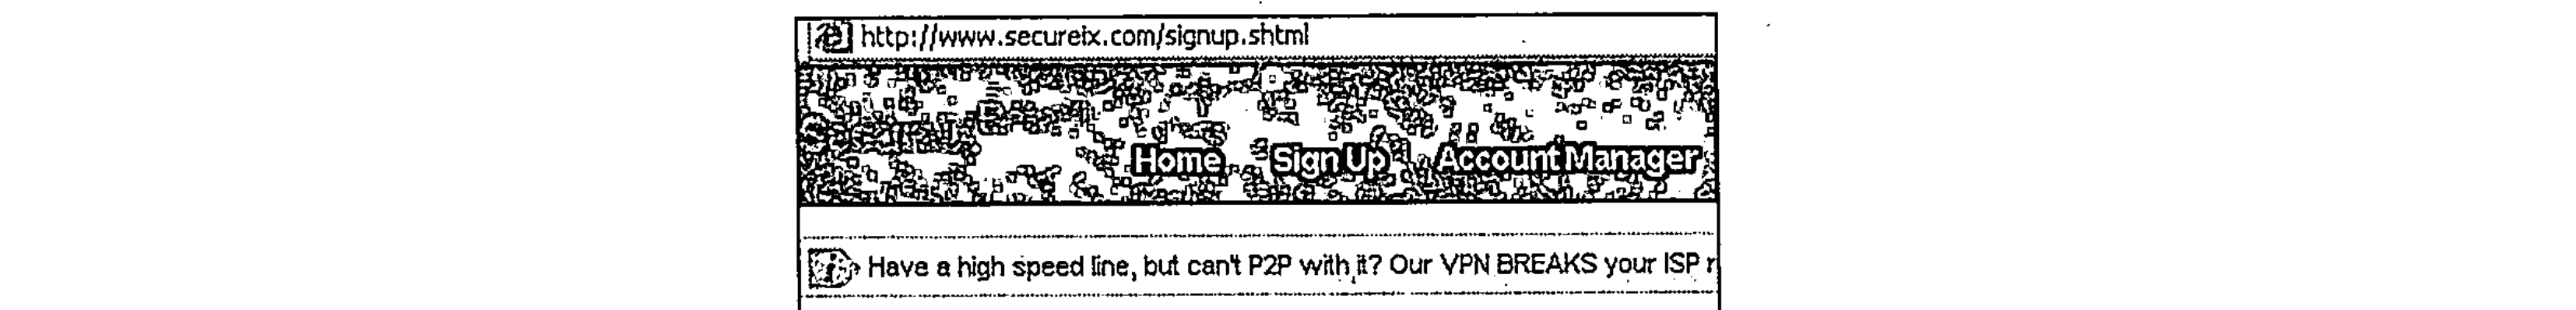 http://www.secureix.com/signup.shtml
Home Sign Up Account Manager
Have a high speed line, but can't P2P with it? Our VPN BREAKS your ISP r